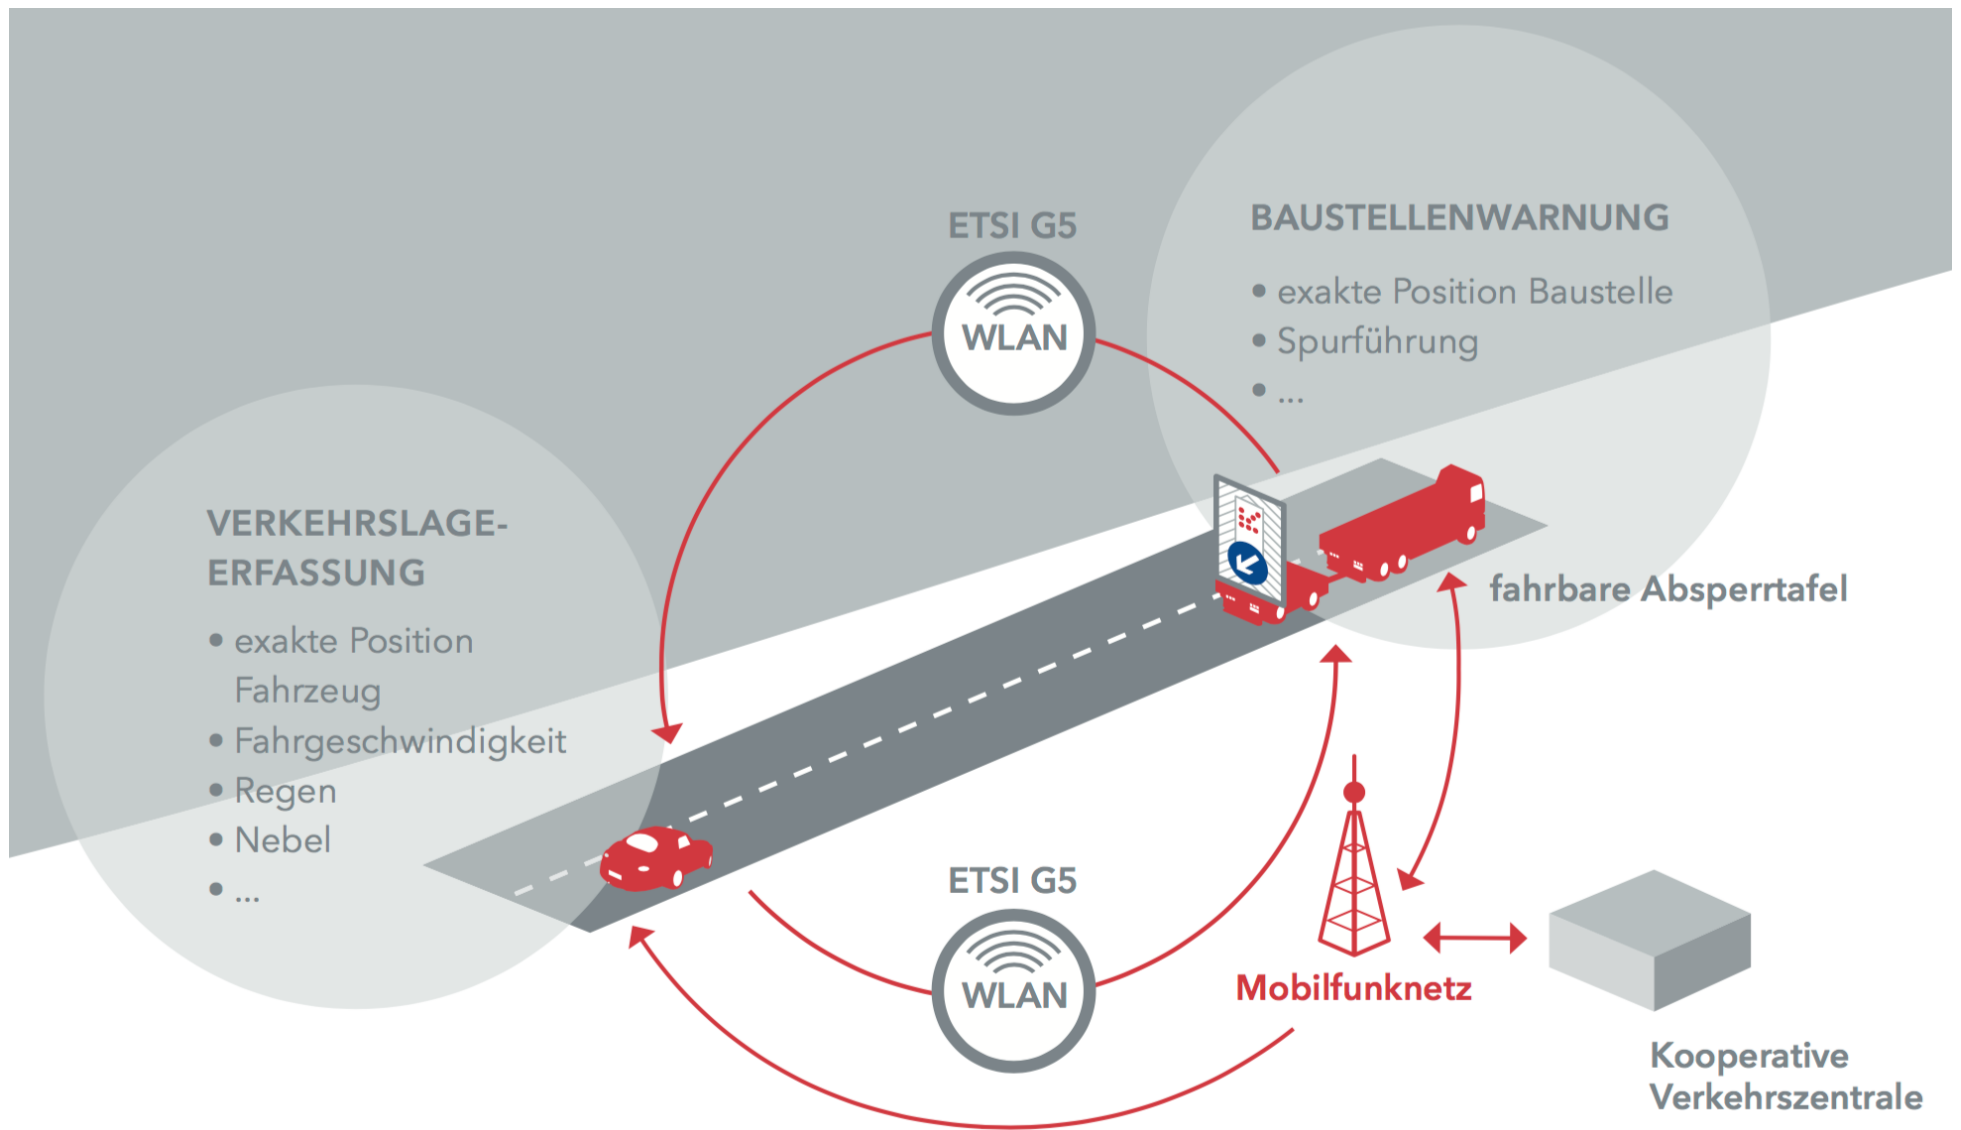 ETSI G5
WLAN
BAUSTELLENWARNUNG
• exakte Position Baustelle
• Spurführung
• ...
VERKEHRSLAGE-
ERFASSUNG
• exakte Position
Fahrzeug
• Fahrgeschwindigkeit
• Regen
• Nebel
• ...
fahrbare Absperrtafel
ETSI G5
WLAN
Mobilfunknetz
Kooperative
Verkehrszentrale